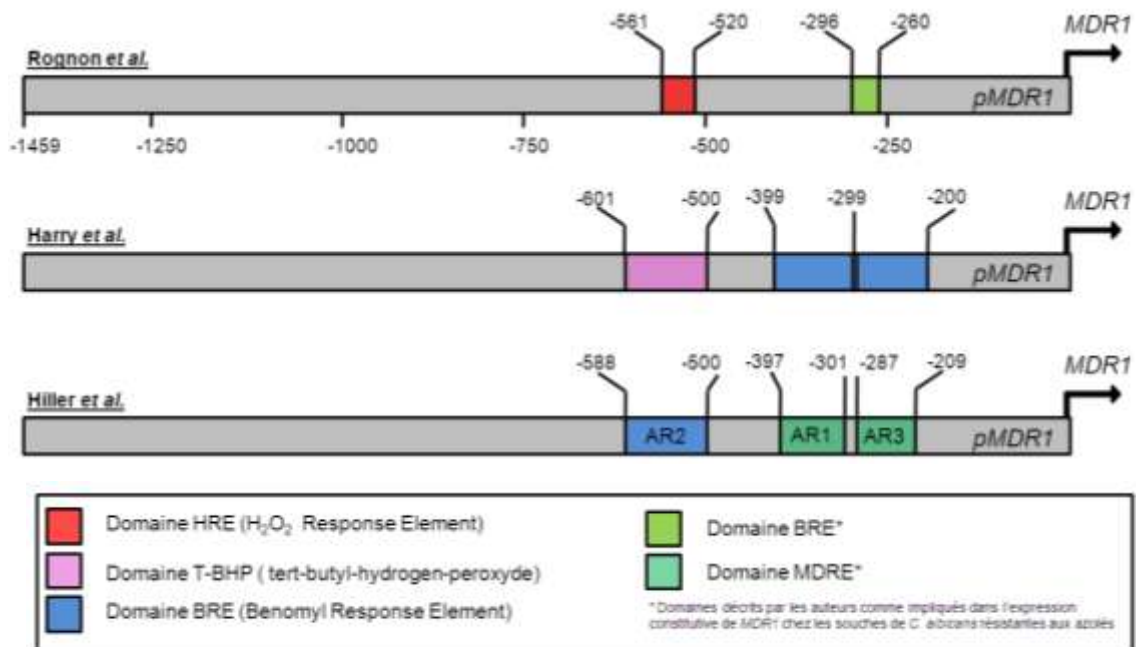 -561 -520 -296 -260 MDR1
Rognon et al.
pMDR1
-1459 -1250 -1000 -750 -500 -250
-601 -500 -399 -299 -200 MDR1
Harry et al.
pMDR1
-588 -500 -397 -301 -287 -209 MDR1
Hiller et al.
AR2 AR1 AR3 pMDR1
Domaine HRE (H2O2 Response Element)
Domaine T-BHP ( tert-butyl-hydrogen-peroxyde)
Domaine BRE (Benomyl Response Element)
Domaine BRE*
Domaine MDRE*
* Domaines décrits par les auteurs comme impliqués dans l'expression
constitutive de MDR1 chez les souches de C. albicans résistantes aux azolés